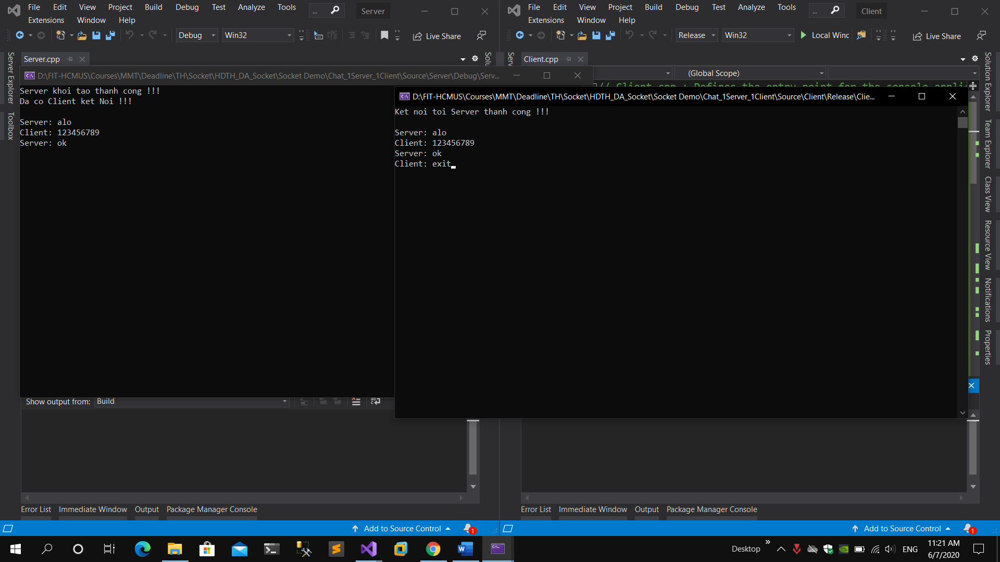 File Edit View Project Build Debug Test Analyze Tools ... Server
Extensions Window Help
Debug Win32 Live Share
Server.cpp
Server Explorer
Toolbox
Solu
D:\FIT-HCMUS\Courses\MMT\Deadline\TH\Socket\HDTH_DA_Socket\Socket Demo\Chat_1Server_1Client\Source\Server\Debug\Serv...
Server khoi tao thanh cong !!!
Da co Client ket Noi !!!
Server: alo
Client: 123456789
Server: ok
Show output from: Build
Error List Immediate Window Output Package Manager Console
Add to Source Control 1
File Edit View Project Build Debug Test Analyze Tools ... Client
Extensions Window Help
Release Win32 Local Winc Live Share
Serv
Client.cpp
(Global Scope)
// Client.cpp : Defines the entry point for the console appli
D:\FIT-HCMUS\Courses\MMT\Deadline\TH\Socket\HDTH_DA_Socket\Socket Demo\Chat_1Server_1Client\Source\Client\Release\Clie...
Ket noi toi Server thanh cong !!!
Server: alo
Client: 123456789
Server: ok
Client: exit
Solution Explorer
Team Explorer
Class View
Resource View
Notifications
Properties
Error List Immediate Window Output Package Manager Console
Add to Source Control 1
Desktop ENG 11:21 AM
6/7/2020